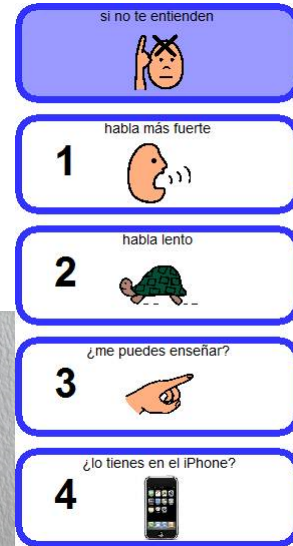 si no te entienden
habla más fuerte
1
habla lento
2
¿me puedes enseñar?
3
¿lo tienes en el iPhone?
4